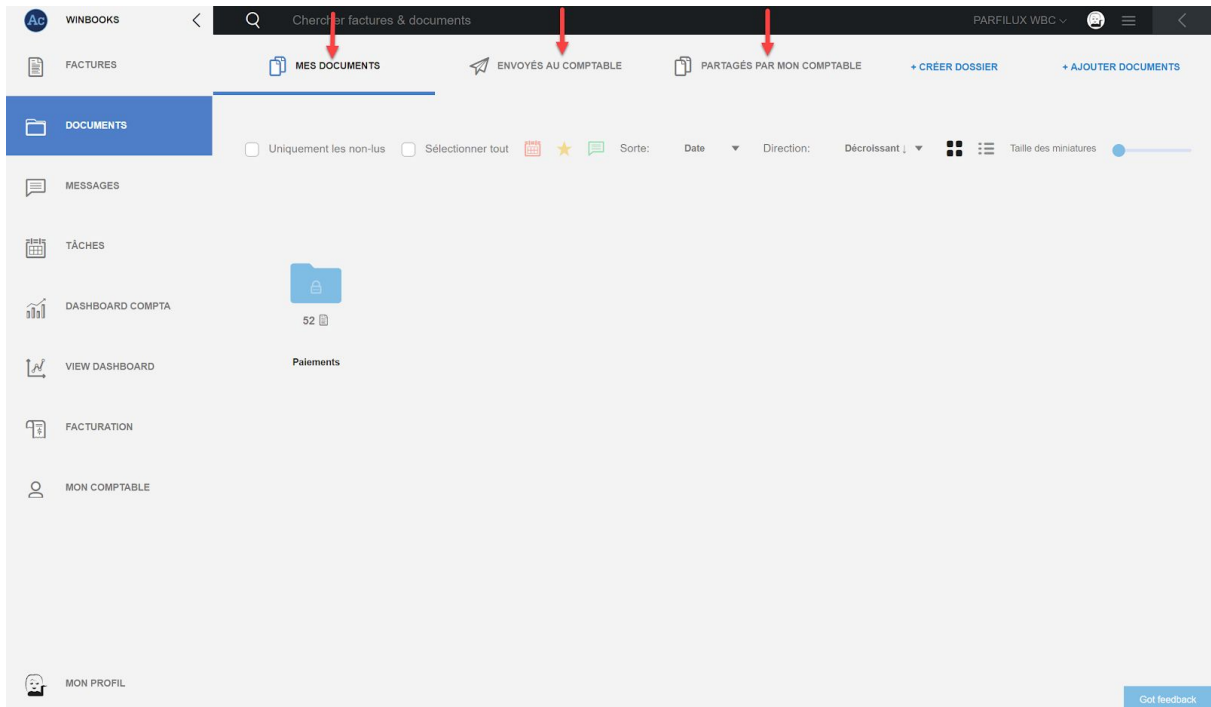 Ac WINBOOKS
Chercher factures & documents
PARFILUX WBC
FACTURES
MES DOCUMENTS
ENVOYÉS AU COMPTABLE
PARTAGÉS PAR MON COMPTABLE
+ CRÉER DOSSIER
+ AJOUTER DOCUMENTS
DOCUMENTS
Uniquement les non-lus
Sélectionner tout
Sorte:
Date
Direction:
Décroissant ↓
Taille des miniatures
MESSAGES
TÂCHES
DASHBOARD COMPTA
VIEW DASHBOARD
FACTURATION
MON COMPTABLE
52
Paiements
MON PROFIL
Got feedback